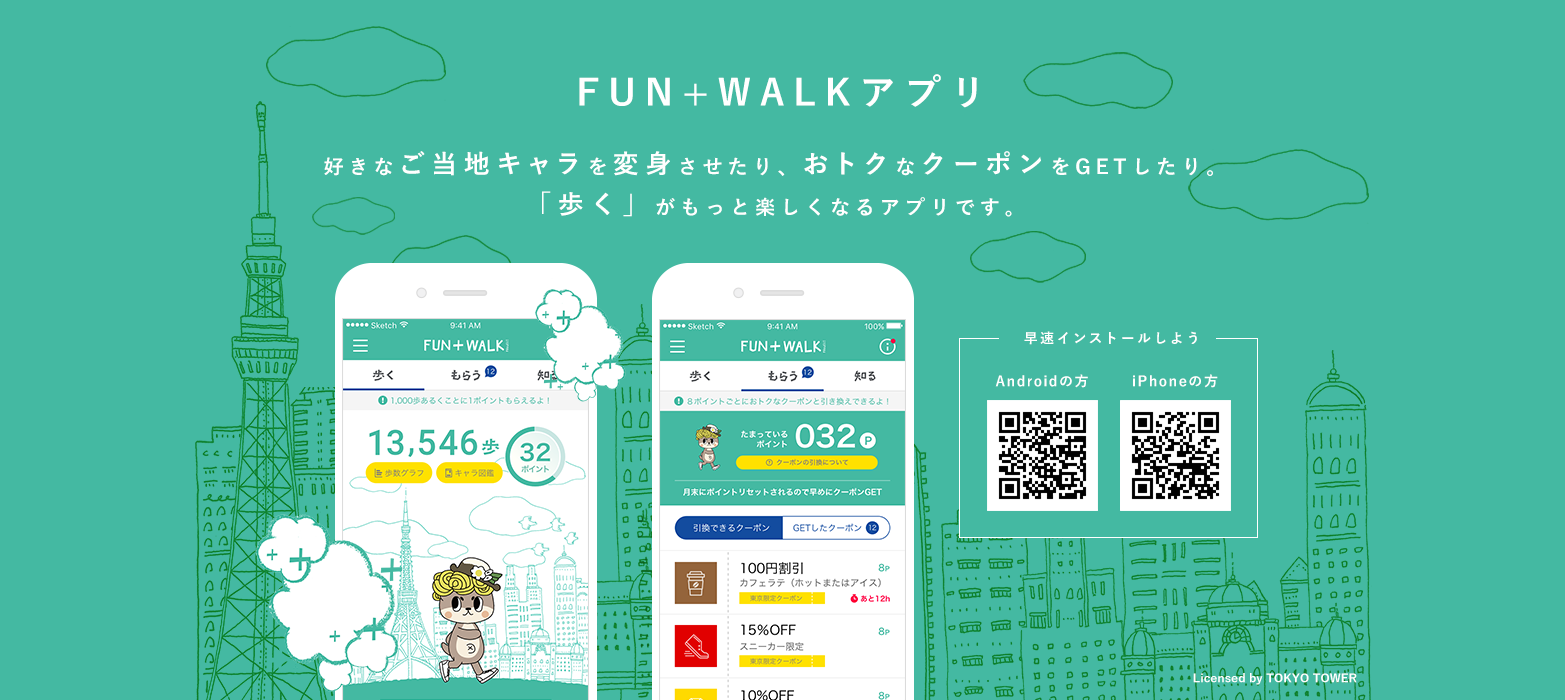 FUN+WALKアプリ
好きなご当地キャラを変身させたり、おトクなクーポンをGETしたり。
「歩く」がもっと楽しくなるアプリです。
Sketch 9:41 AM
FUN+WALK
歩く もらう 12 知る
1,000歩あるくごとに1ポイントもらえるよ！
13,546歩
32
ポイント
歩数グラフ キャラ図鑑
Sketch 9:41 AM 100%
FUN+WALK
歩く もらう 12 知る
8ポイントごとにおトクなクーポンと引き換えできるよ！
たまっている
ポイント
032P
クーポンの引換について
月末にポイントリセットされるので早めにクーポンGET
引換できるクーポン GETしたクーポン 12
100円割引 8P
カフェラテ（ホットまたはアイス）
東京限定クーポン あと12h
15%OFF 8P
スニーカー限定
東京限定クーポン
10%OFF 8P
早速インストールしよう
Androidの方 iPhoneの方
Licensed by TOKYO TOWER